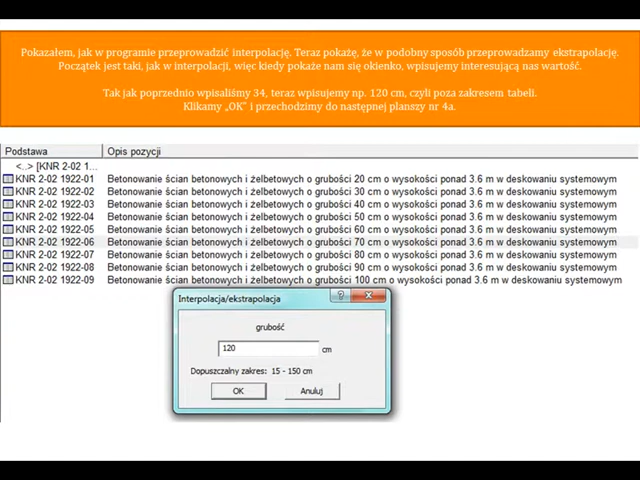 Pokazałem, jak w programie przeprowadzić interpolację. Teraz pokażę, że w podobny sposób przeprowadzamy ekstrapolację.
Początek jest taki, jak w interpolacji, więc kiedy pokaże nam się okienko, wpisujemy interesującą nas wartość.
Tak jak poprzednio wpisaliśmy 34, teraz wpisujemy np. 120 cm, czyli poza zakresem tabeli.
Klikamy „OK" i przechodzimy do następnej planszy nr 4a.
Podstawa Opis pozycji
<..> [KNR 2-02 1...
KNR 2-02 1922-01 Betonowanie ścian betonowych i żelbetowych o grubości 20 cm o wysokości ponad 3.6 m w deskowaniu systemowym
KNR 2-02 1922-02 Betonowanie ścian betonowych i żelbetowych o grubości 30 cm o wysokości ponad 3.6 m w deskowaniu systemowym
KNR 2-02 1922-03 Betonowanie ścian betonowych i żelbetowych o grubości 40 cm o wysokości ponad 3.6 m w deskowaniu systemowym
KNR 2-02 1922-04 Betonowanie ścian betonowych i żelbetowych o grubości 50 cm o wysokości ponad 3.6 m w deskowaniu systemowym
KNR 2-02 1922-05 Betonowanie ścian betonowych i żelbetowych o grubości 60 cm o wysokości ponad 3.6 m w deskowaniu systemowym
KNR 2-02 1922-06 Betonowanie ścian betonowych i żelbetowych o grubości 70 cm o wysokości ponad 3.6 m w deskowaniu systemowym
KNR 2-02 1922-07 Betonowanie ścian betonowych i żelbetowych o grubości 80 cm o wysokości ponad 3.6 m w deskowaniu systemowym
KNR 2-02 1922-08 Betonowanie ścian betonowych i żelbetowych o grubości 90 cm o wysokości ponad 3.6 m w deskowaniu systemowym
KNR 2-02 1922-09 Betonowanie ścian betonowych i żelbetowych o grubości 100 cm o wysokości ponad 3.6 m w deskowaniu systemowym
Interpolacja/ekstrapolacja
grubość
120 cm
Dopuszczalny zakres: 15 - 150 cm
OK Anuluj